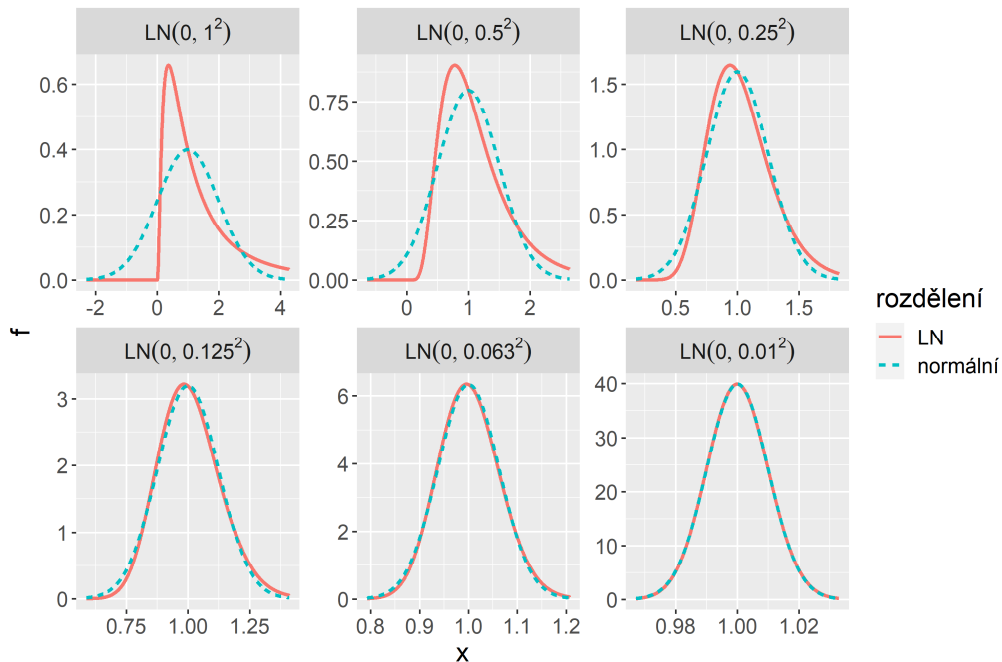 LN(0, 1²) LN(0, 0.5²) LN(0, 0.25²)
0.6
0.4
0.2
0.0
-2 0 2 4
0.75
0.50
0.25
0.00
0 1 2
1.5
1.0
0.5
0.0
0.5 1.0 1.5
LN(0, 0.125²) LN(0, 0.063²) LN(0, 0.01²)
3
2
1
0
0.75 1.00 1.25
6
4
2
0
0.8 0.9 1.0 1.1 1.2
40
30
20
10
0
0.98 1.00 1.02
f
x
rozdělení
LN
normální